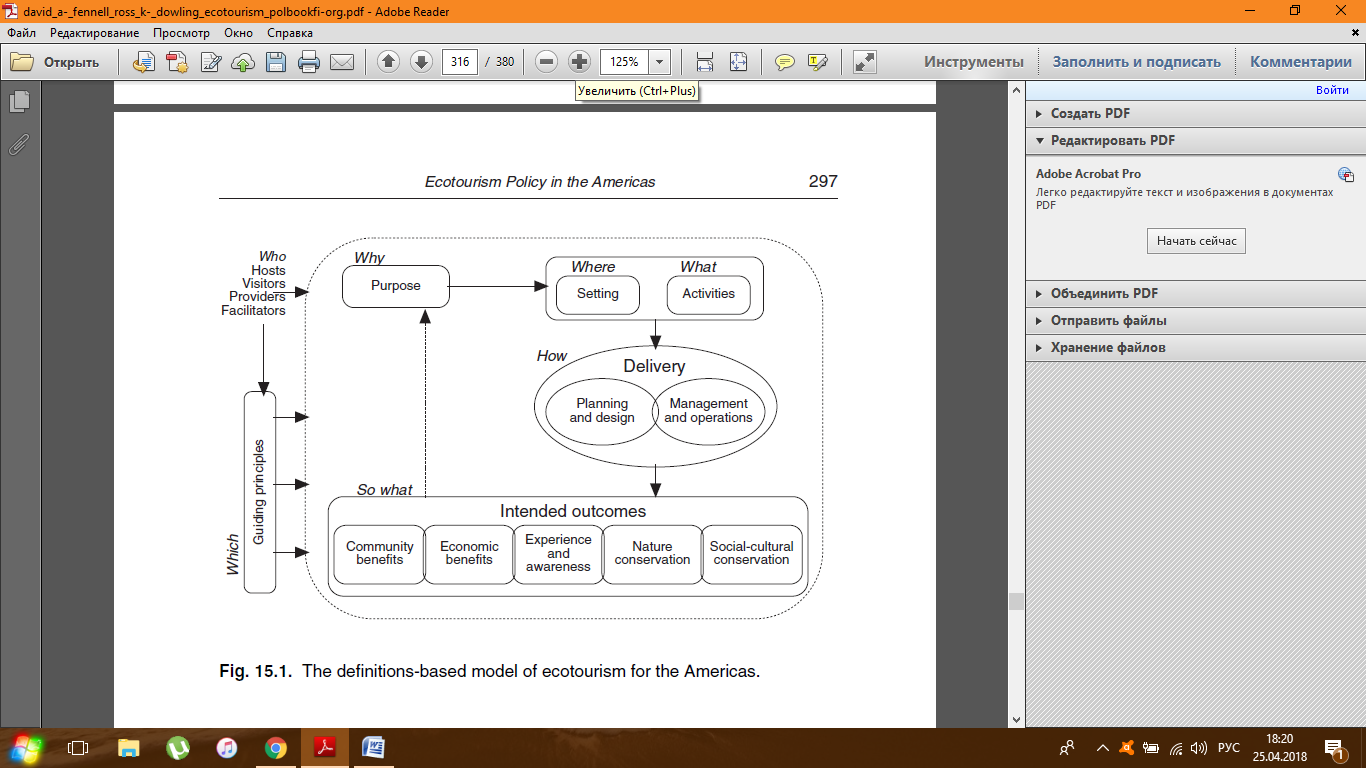 david_a-_fennell_ross_k-_dowling_ecotourism_polbookfi-org.pdf - Adobe Reader
Файл Редактирование Просмотр Окно Справка
Открыть 316 / 380 125% Инструменты Заполнить и подписать Комментарии
Увеличить (Ctrl+Plus)
Войти
Создать PDF
Редактировать PDF
Adobe Acrobat Pro
Легко редактируйте текст и изображения в документах
PDF
Начать сейчас
Объединить PDF
Отправить файлы
Хранение файлов
Ecotourism Policy in the Americas 297
Who
Hosts
Visitors
Providers
Facilitators
Why
Purpose
Where
What
Setting
Activities
How
Delivery
Planning
and design
Management
and operations
Which
Guiding principles
So what
Intended outcomes
Community
benefits
Economic
benefits
Experience
and
awareness
Nature
conservation
Social-cultural
conservation
Fig. 15.1. The definitions-based model of ecotourism for the Americas.
РУС
18:20
25.04.2018
1